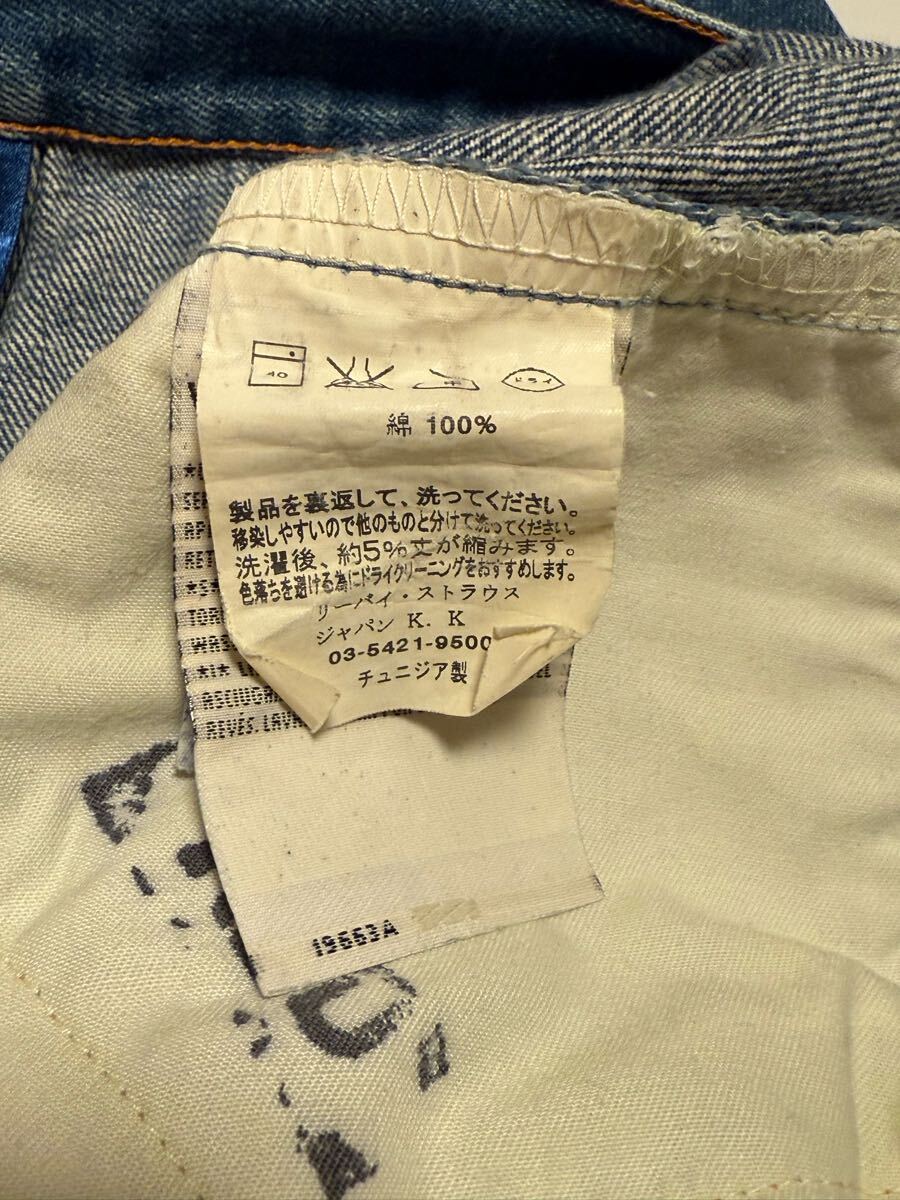 40
ドライ
綿 100%
製品を裏返して、洗ってください。
移染しやすいので他のものと分けて洗ってください。
洗濯後、約5%丈が縮みます。
色落ちを避ける為にドライクリーニングをおすすめします。
リーバイ・ストラウス
ジャパン K. K
03-5421-9500
チュニジア製
REVÉS.
19663A